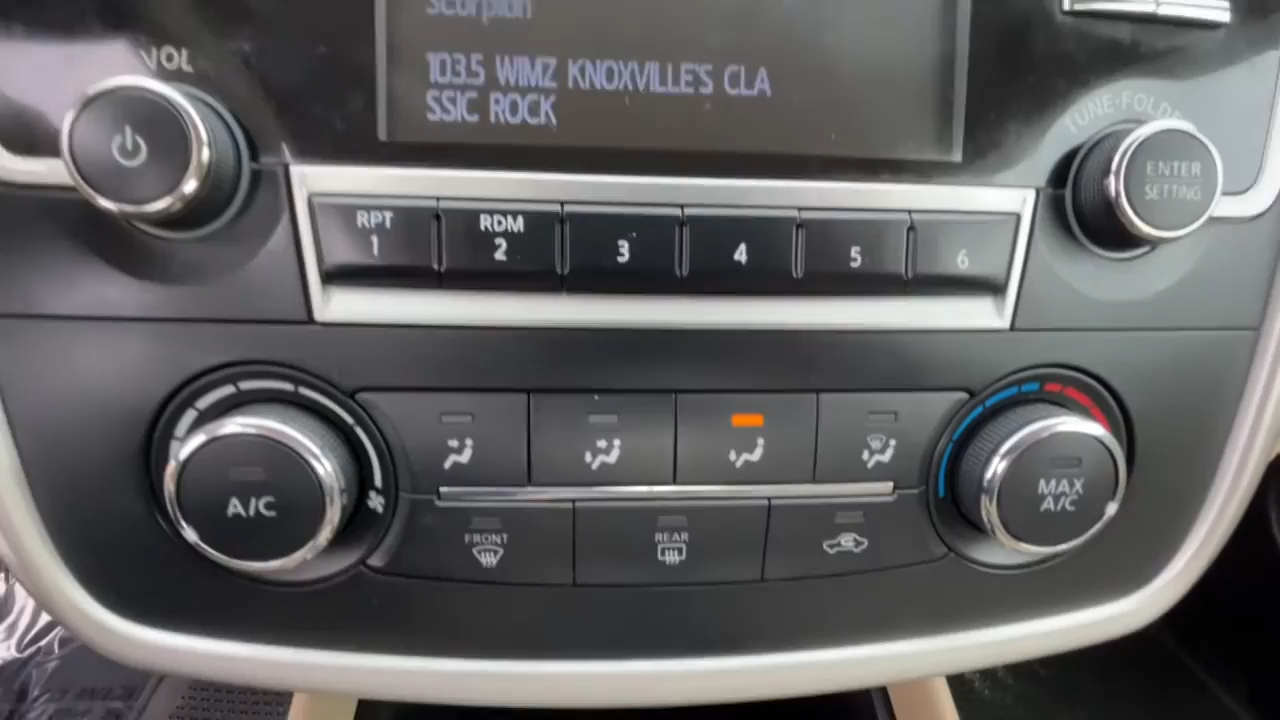 Scorpion
VOL
103.5 WIMZ KNOXVILLE'S CLA
SSIC ROCK
TUNE·FOLDER
ENTER
SETTING
RPT
1
RDM
2
3
4
5
6
A/C
MAX
A/C
FRONT
REAR